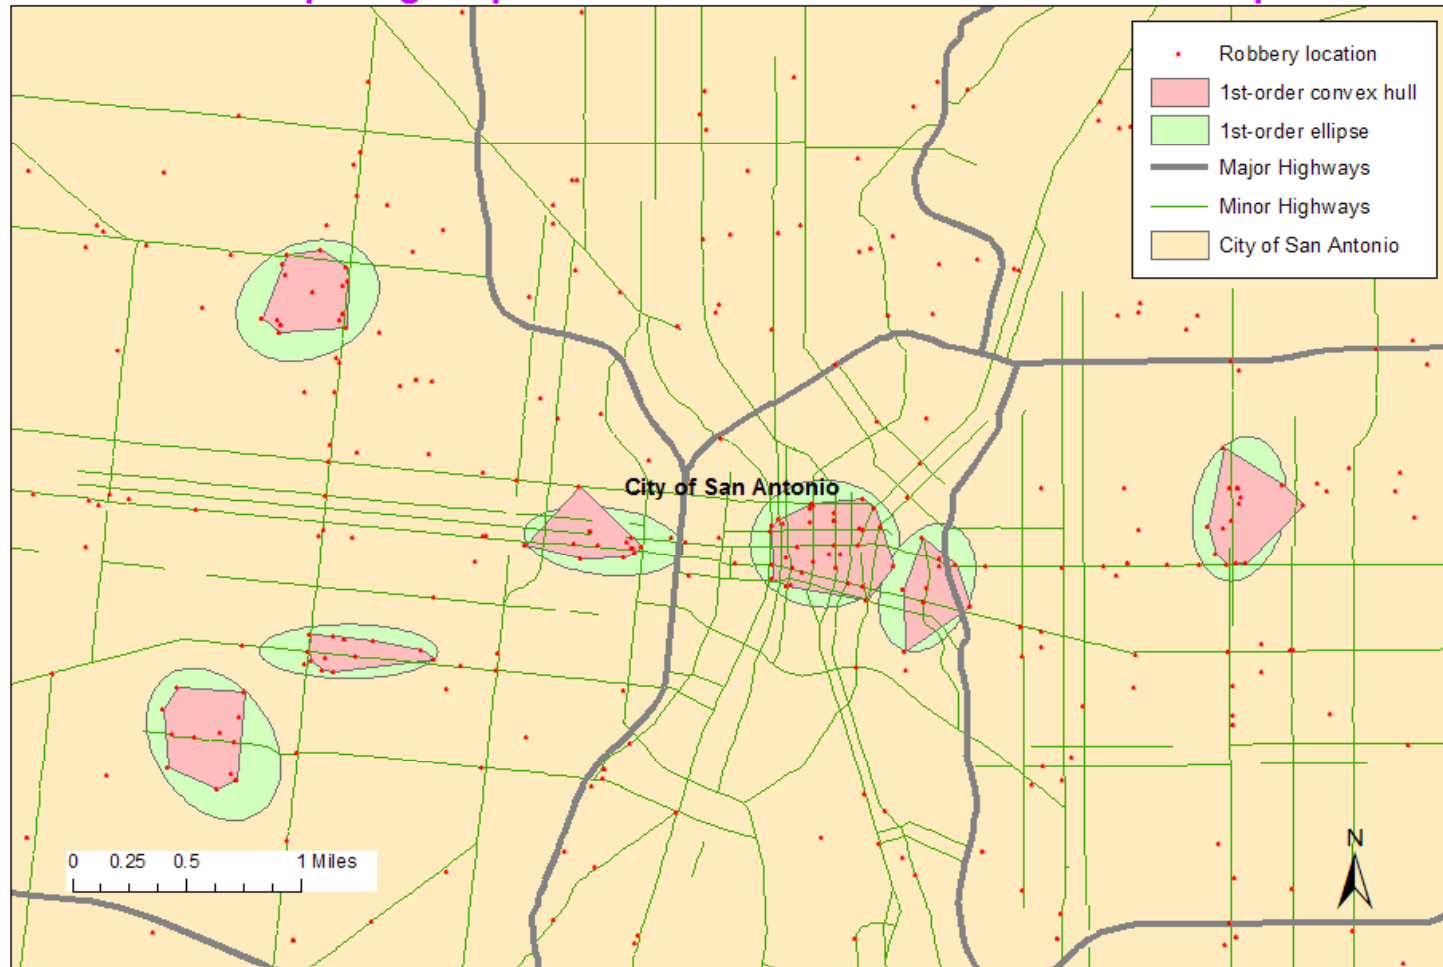 Robbery location
1st-order convex hull
1st-order ellipse
Major Highways
Minor Highways
City of San Antonio
City of San Antonio
N
0 0.25 0.5 1 Miles